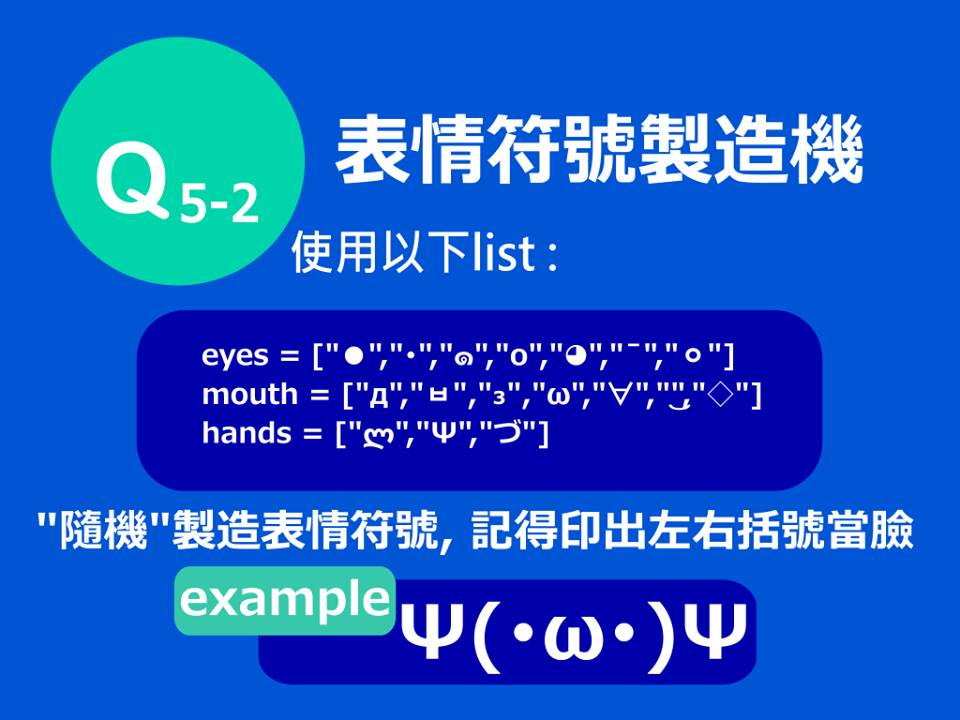 Q5-2
表情符號製造機
使用以下list :
eyes = ["●","･","๑","o","◕","¯","ㅇ"]
mouth = ["д","ㅂ","₃","ω","∀","‿","◇"]
hands = ["ლ","Ψ","づ"]
"隨機"製造表情符號, 記得印出左右括號當臉
example
Ψ(･ω･)Ψ